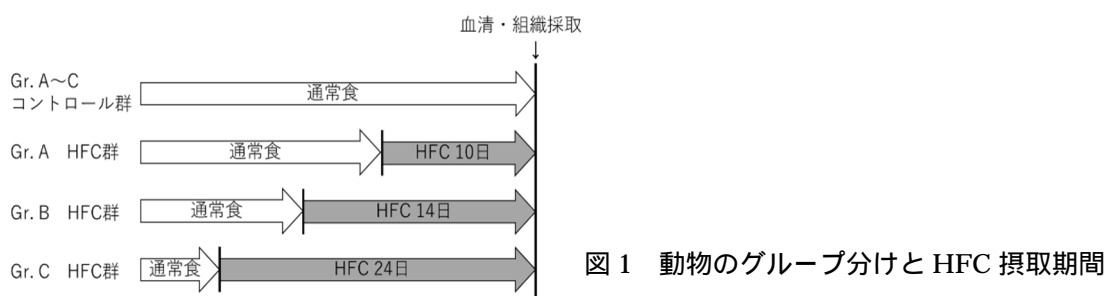 血清・組織採取
↓
Gr. A～C
コントロール群
通常食
Gr. A HFC群
通常食
HFC 10日
Gr. B HFC群
通常食
HFC 14日
Gr. C HFC群
通常食
HFC 24日
図 1 動物のグループ分けと HFC 摂取期間